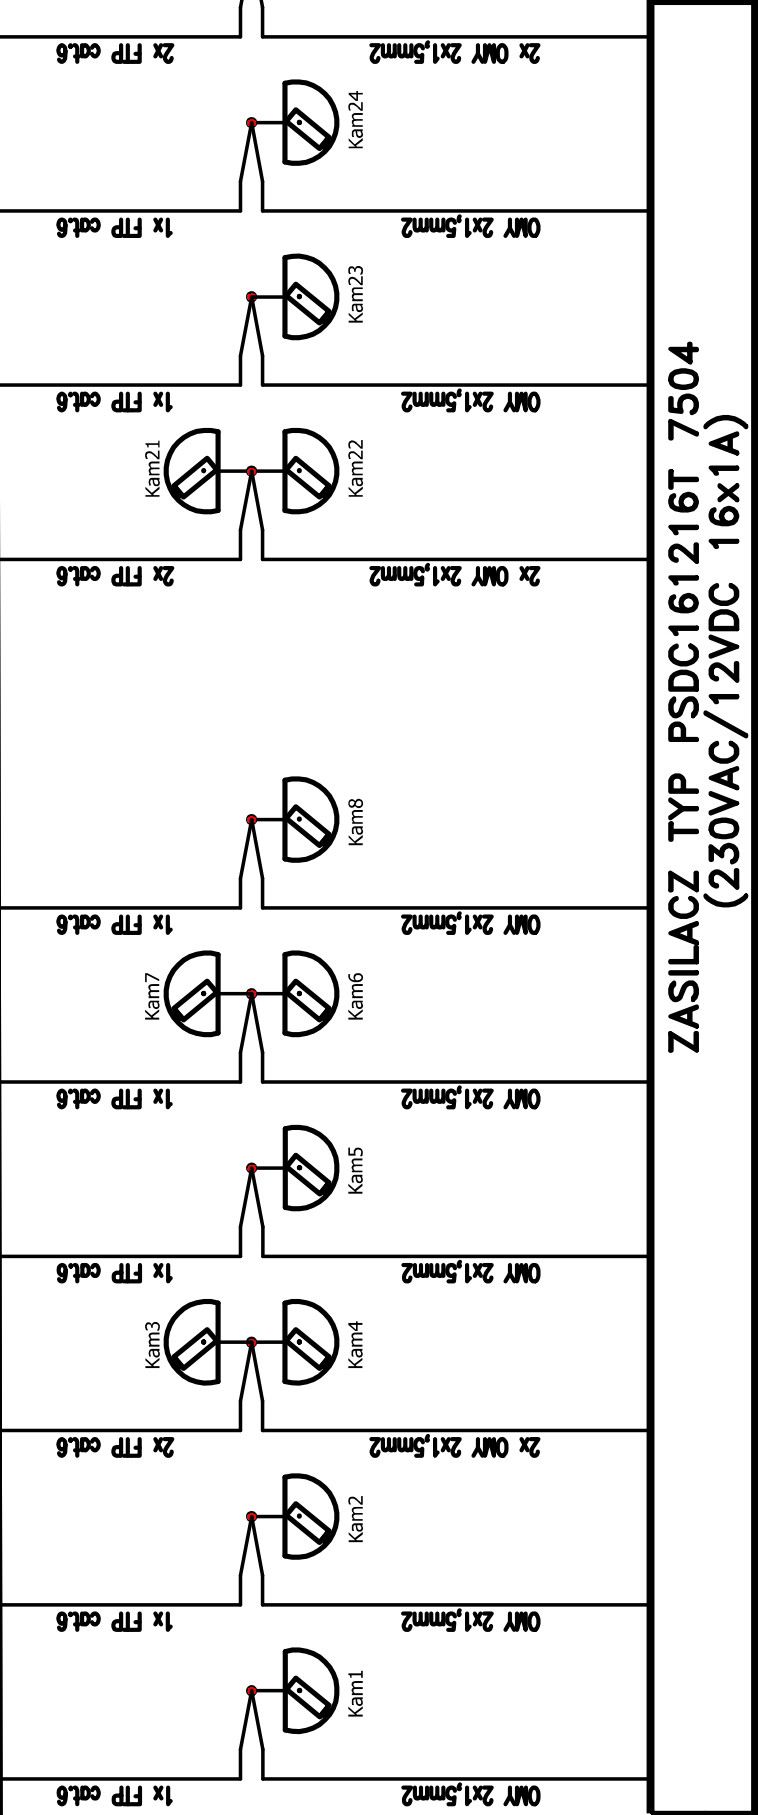 2x FTP cat.6
2x OMY 2x1,5mm2
Kam24
1x FTP cat.6
OMY 2x1,5mm2
Kam23
1x FTP cat.6
OMY 2x1,5mm2
Kam21
Kam22
2x FTP cat.6
2x OMY 2x1,5mm2
Kam8
1x FTP cat.6
OMY 2x1,5mm2
Kam7
Kam6
1x FTP cat.6
OMY 2x1,5mm2
Kam5
1x FTP cat.6
OMY 2x1,5mm2
Kam3
Kam4
2x FTP cat.6
2x OMY 2x1,5mm2
Kam2
1x FTP cat.6
OMY 2x1,5mm2
Kam1
1x FTP cat.6
OMY 2x1,5mm2
ZASILACZ TYP PSDC161216T 7504
(230VAC/12VDC 16x1A)